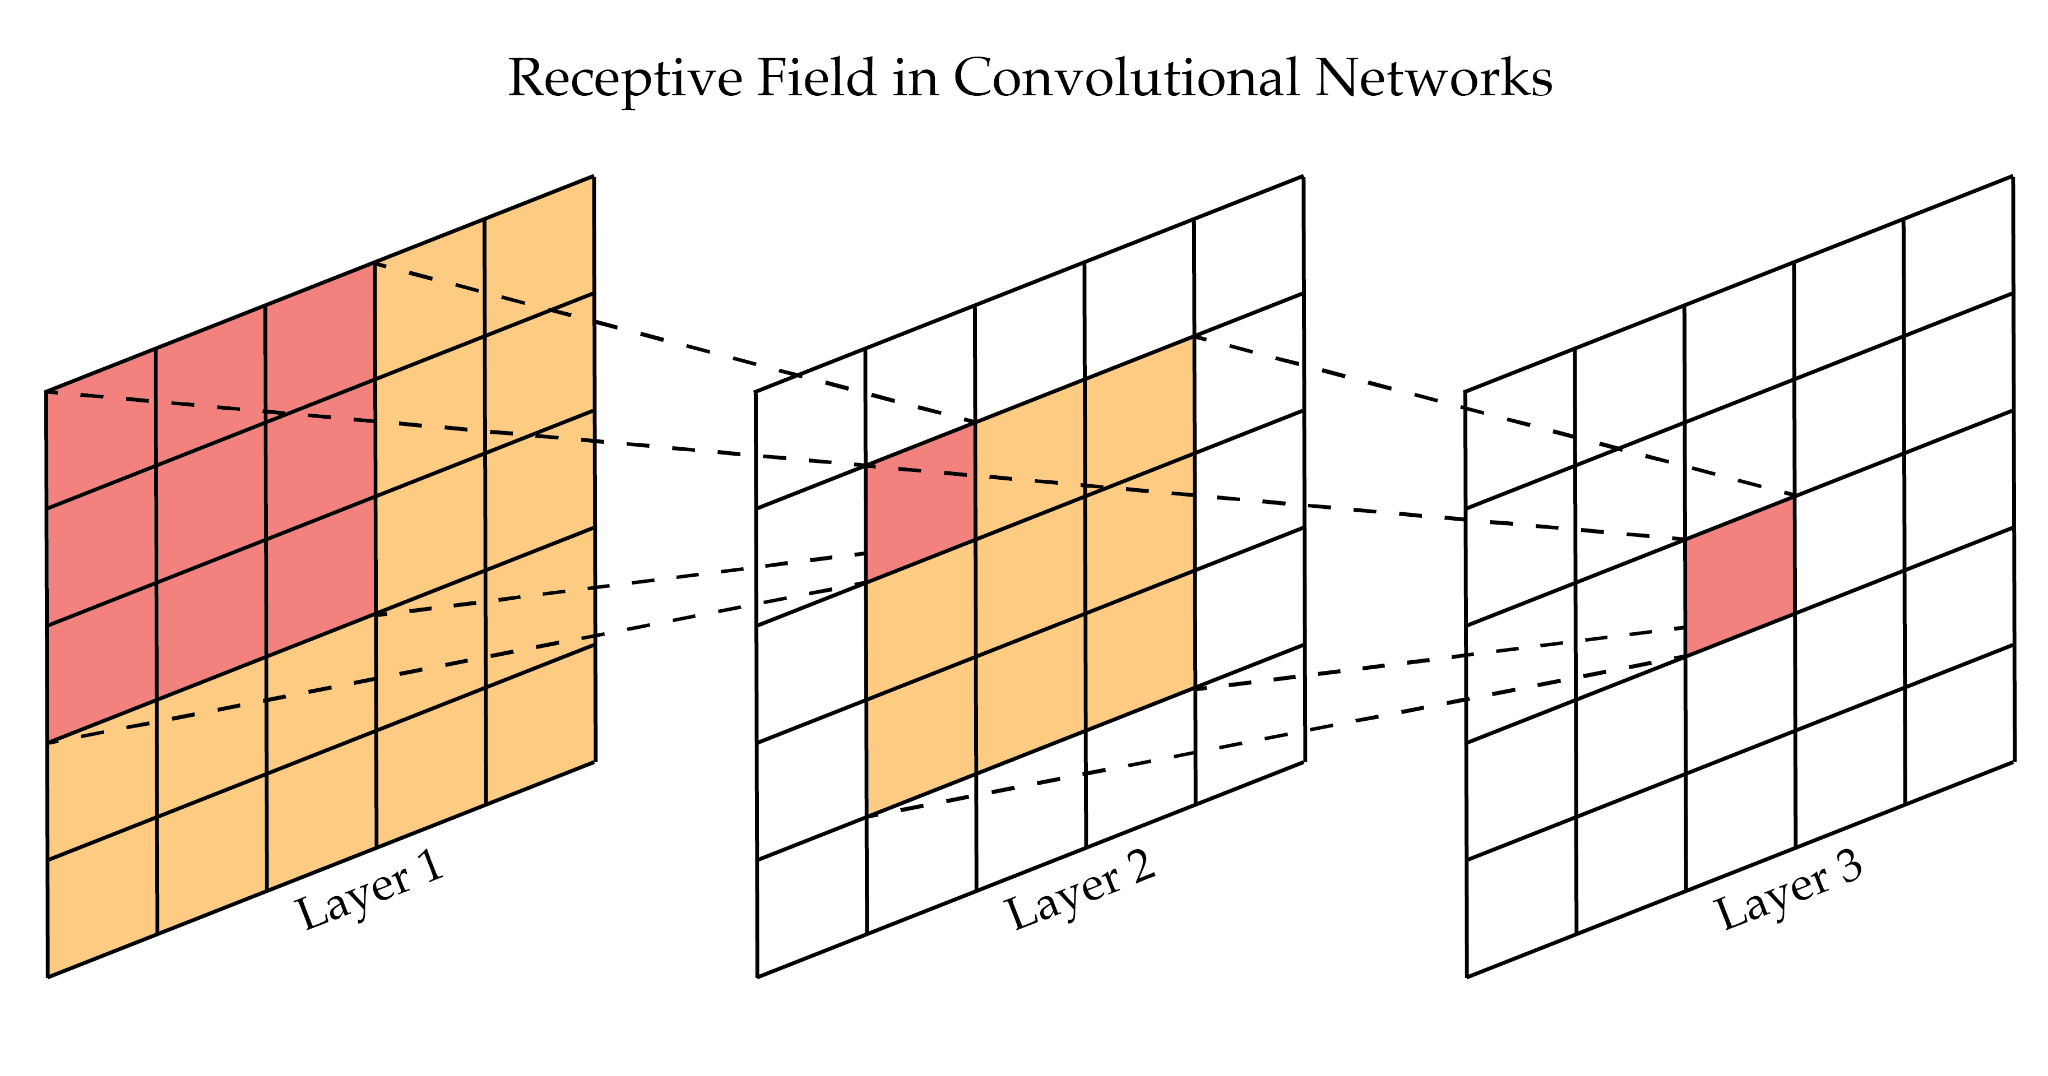 Receptive Field in Convolutional Networks
Layer 1
Layer 2
Layer 3